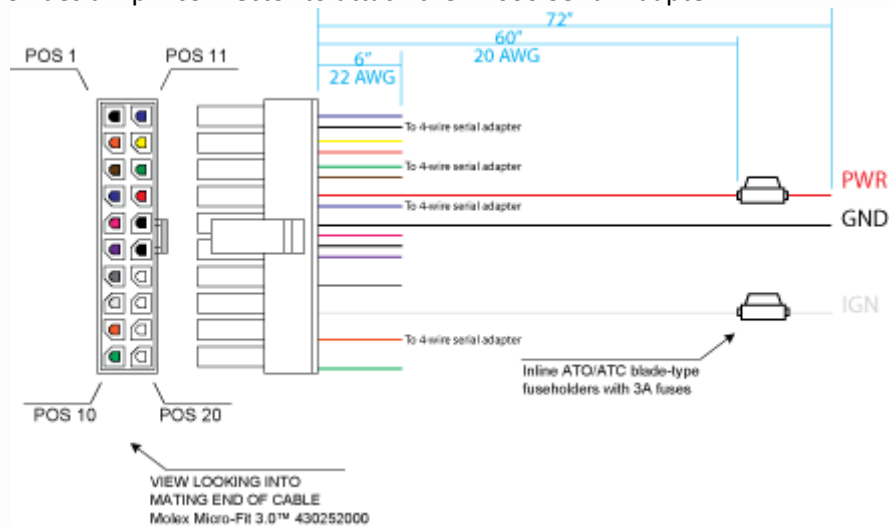 72"
60"
20 AWG
6"
22 AWG
POS 1
POS 11
To 4-wire serial adapter
To 4-wire serial adapter
PWR
To 4-wire serial adapter
GND
IGN
To 4-wire serial adapter
Inline ATO/ATC blade-type
fuseholders with 3A fuses
POS 10
POS 20
VIEW LOOKING INTO
MATING END OF CABLE
Molex Micro-Fit 3.0™ 430252000